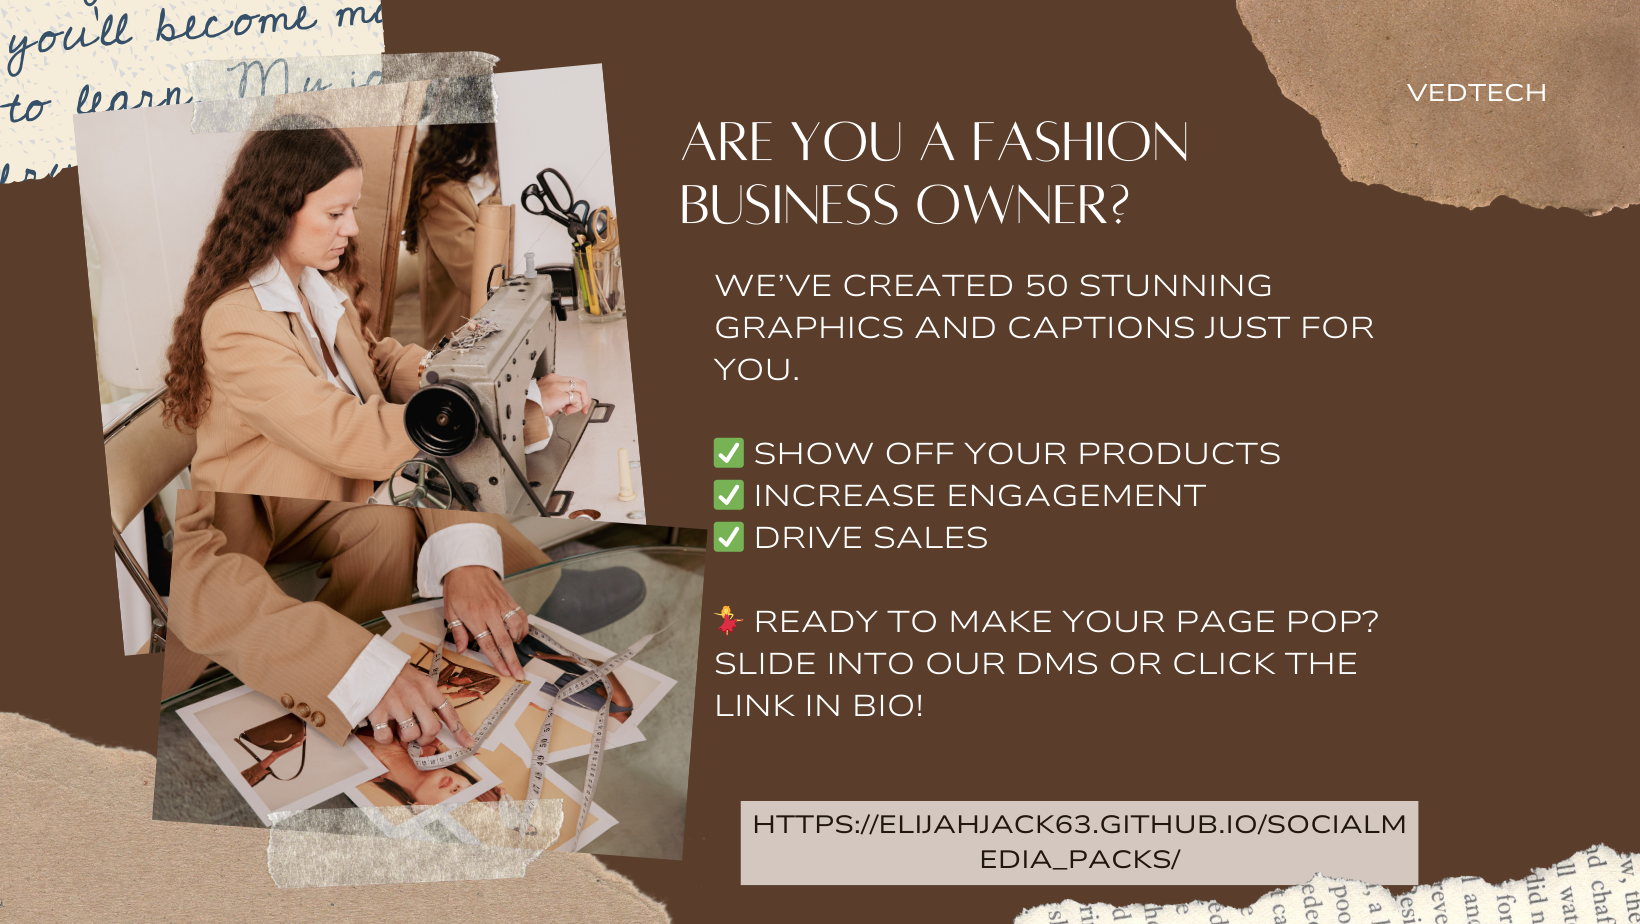 you'll become
to learn. My
VEDTECH
ARE YOU A FASHION
BUSINESS OWNER?
WE’VE CREATED 50 STUNNING
GRAPHICS AND CAPTIONS JUST FOR
YOU.
✅ SHOW OFF YOUR PRODUCTS
✅ INCREASE ENGAGEMENT
✅ DRIVE SALES
💃 READY TO MAKE YOUR PAGE POP?
SLIDE INTO OUR DMS OR CLICK THE
LINK IN BIO!
HTTPS://ELIJAHJACK63.GITHUB.IO/SOCIALM
EDIA_PACKS/